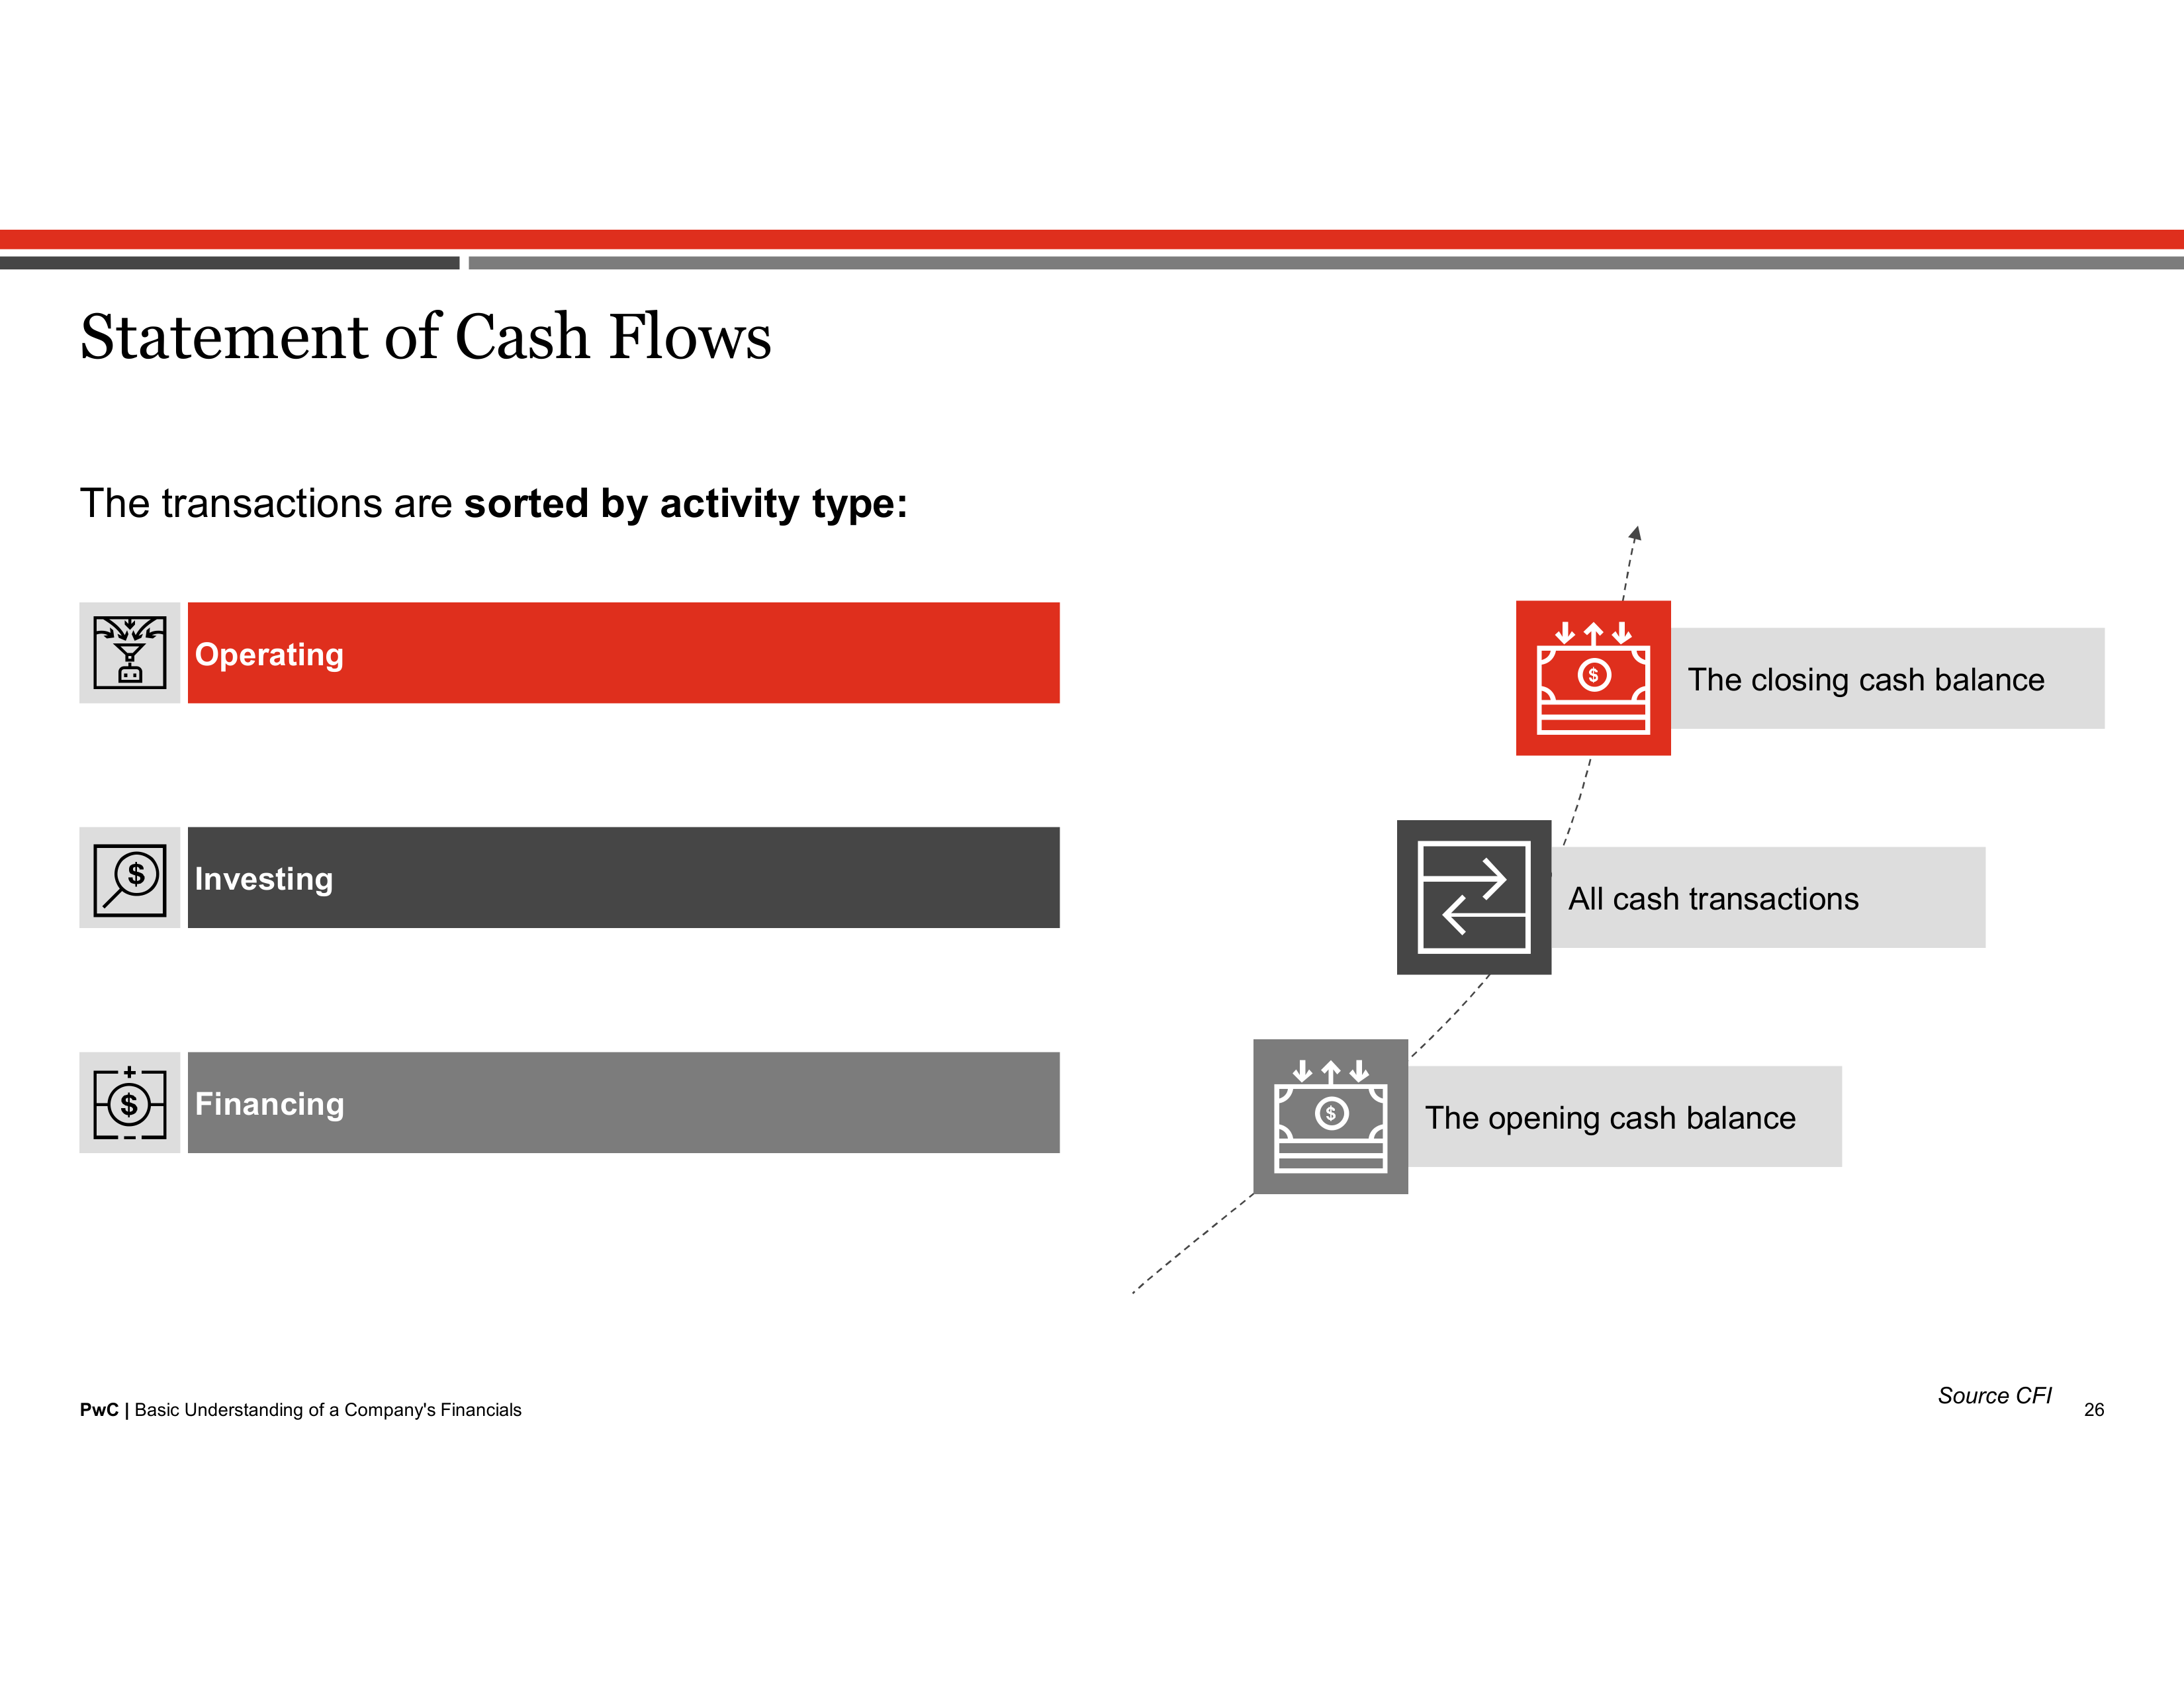 Statement of Cash Flows
The transactions are sorted by activity type:
Operating
Investing
Financing
$
$
$
The closing cash balance
All cash transactions
$
The opening cash balance
PwC | Basic Understanding of a Company's Financials
Source CFI
26